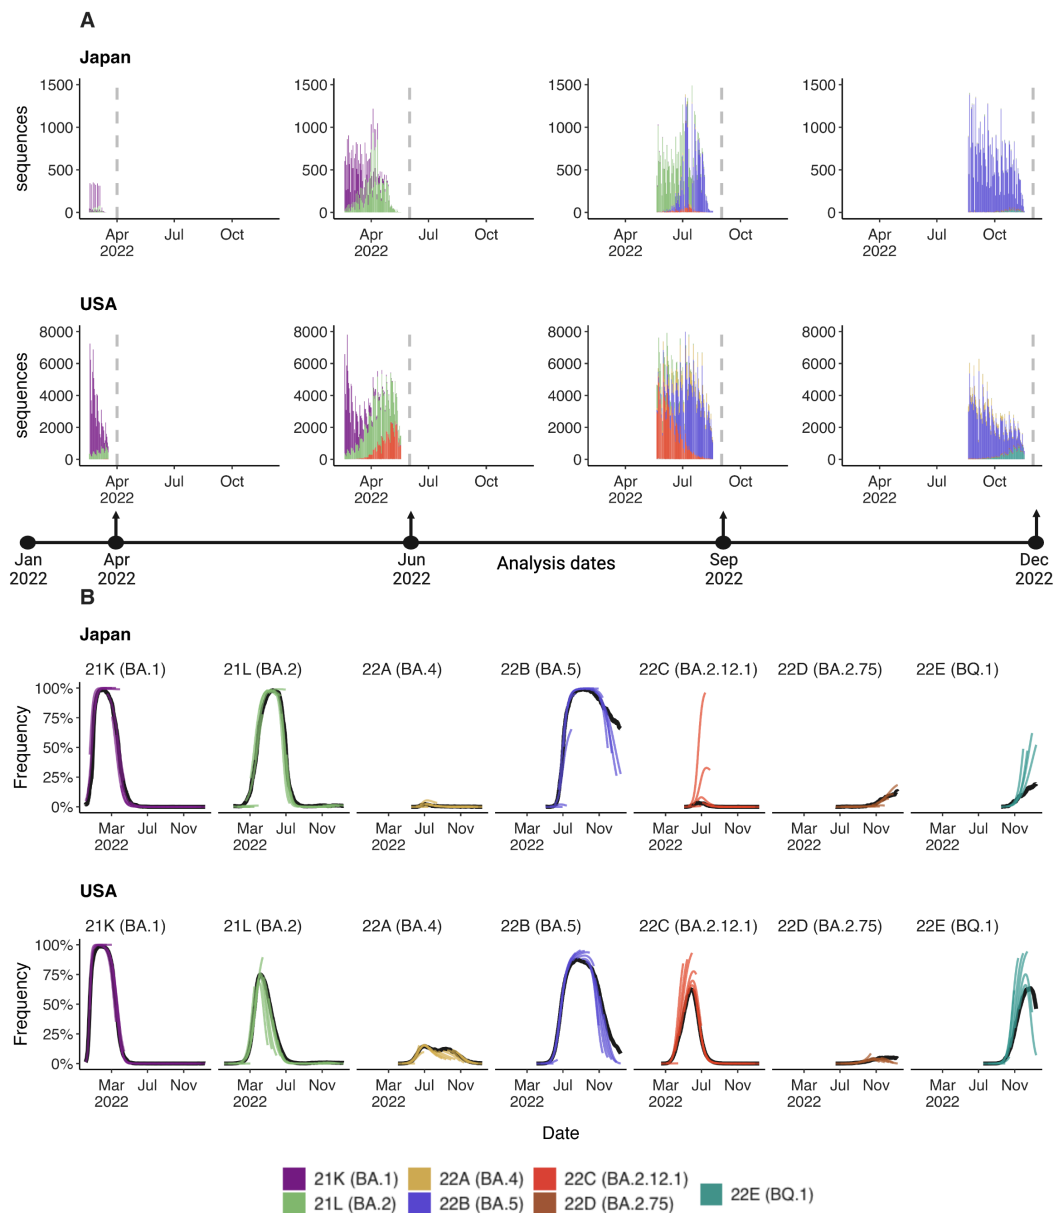 A
Japan
sequences
1500
1000
500
0
Apr
2022
Jul
Oct
1500
1000
500
0
Apr
2022
Jul
Oct
1500
1000
500
0
Apr
2022
Jul
Oct
1500
1000
500
0
Apr
2022
Jul
Oct
USA
sequences
8000
6000
4000
2000
0
Apr
2022
Jul
Oct
8000
6000
4000
2000
0
Apr
2022
Jul
Oct
8000
6000
4000
2000
0
Apr
2022
Jul
Oct
8000
6000
4000
2000
0
Apr
2022
Jul
Oct
Jan
2022
Apr
2022
Jun
2022
Analysis dates
Sep
2022
Dec
2022
B
Japan
21K (BA.1)
21L (BA.2)
22A (BA.4)
22B (BA.5)
22C (BA.2.12.1)
22D (BA.2.75)
22E (BQ.1)
Frequency
100%
75%
50%
25%
0%
Mar
2022
Jul
Nov
Mar
2022
Jul
Nov
Mar
2022
Jul
Nov
Mar
2022
Jul
Nov
Mar
2022
Jul
Nov
Mar
2022
Jul
Nov
Mar
2022
Jul
Nov
USA
21K (BA.1)
21L (BA.2)
22A (BA.4)
22B (BA.5)
22C (BA.2.12.1)
22D (BA.2.75)
22E (BQ.1)
Frequency
100%
75%
50%
25%
0%
Mar
2022
Jul
Nov
Mar
2022
Jul
Nov
Mar
2022
Jul
Nov
Mar
2022
Jul
Nov
Mar
2022
Jul
Nov
Mar
2022
Jul
Nov
Mar
2022
Jul
Nov
Date
21K (BA.1)
22A (BA.4)
22C (BA.2.12.1)
22E (BQ.1)
21L (BA.2)
22B (BA.5)
22D (BA.2.75)